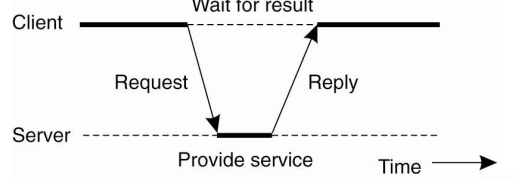 Wait for result
Client
Request
Reply
Server
Provide service
Time